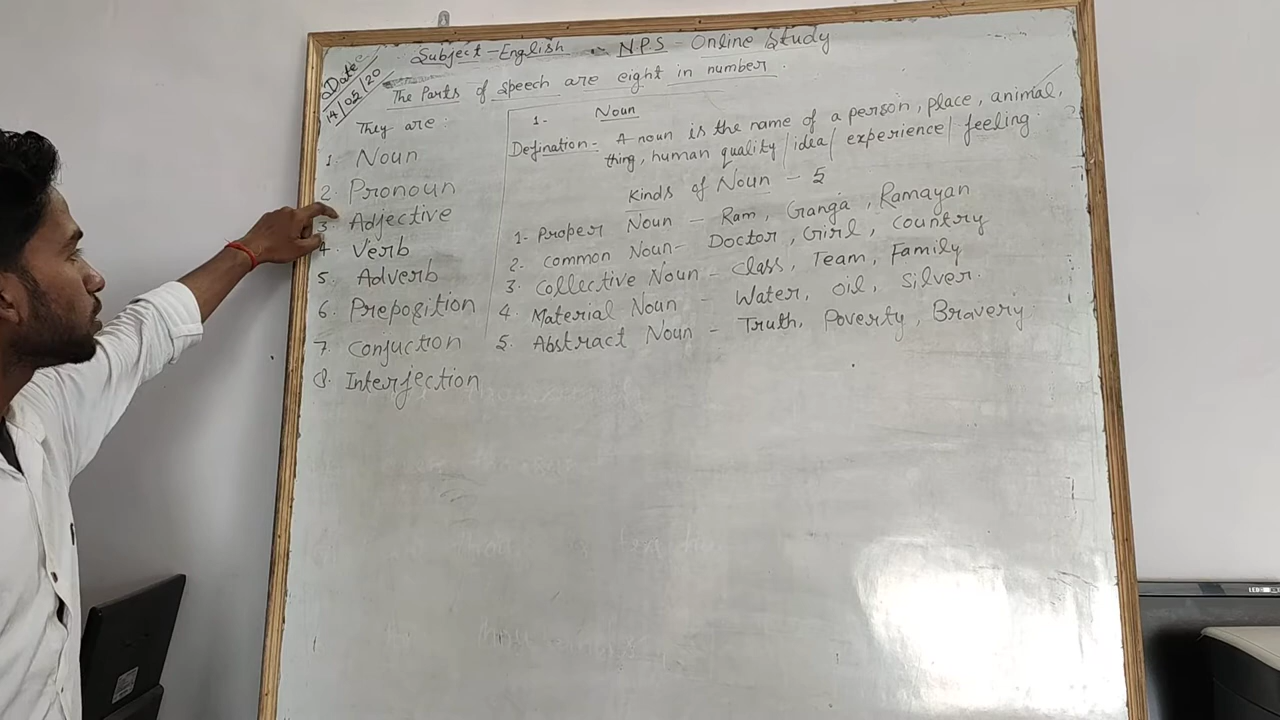 Date
14/05/20
Subject-English NPS-Online Study
The Parts of Speech are eight in number.
They are:
1. Noun
2. Pronoun
3. Adjective
4. Verb
5. Adverb
6. Preposition
7. Conjuction
8. Interjection
1- Noun
Defination- A noun is the name of a person, place, animal,
thing, human quality/idea/experience/feeling.
Kinds of Noun - 5
1- Proper Noun - Ram, Ganga, Ramayan
2. Common Noun- Doctor, Girl, Country
3. Collective Noun - Class, Team, Family
4. Material Noun - Water, oil, Silver.
5. Abstract Noun - Truth, Poverty, Bravery.